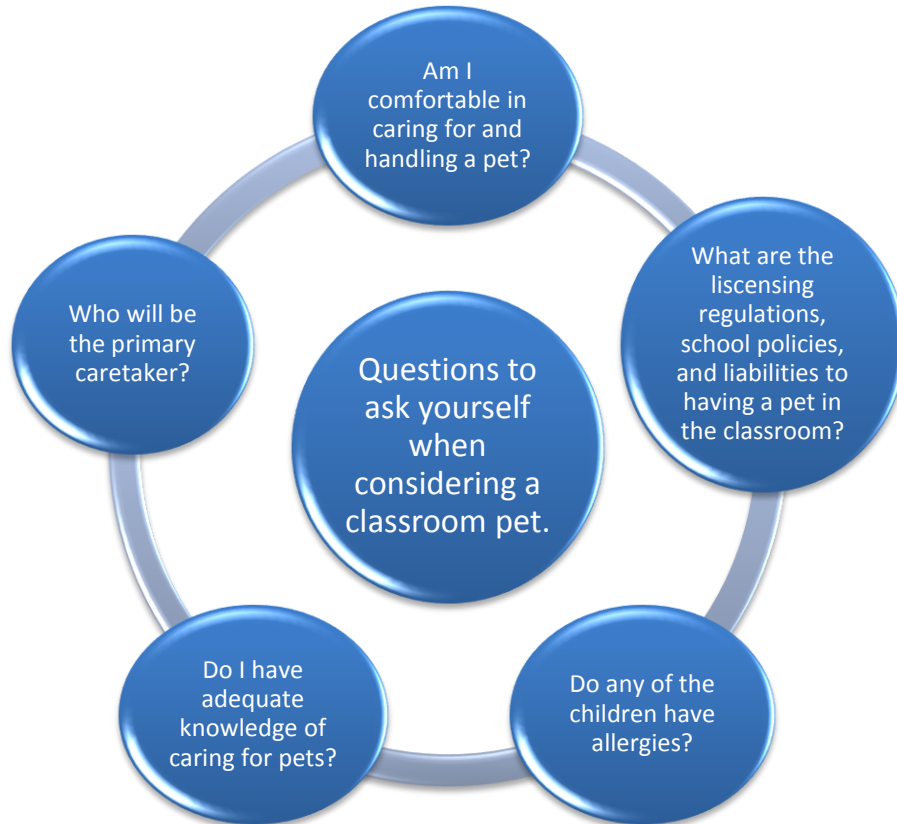 Am I
comfortable in
caring for and
handling a pet?
What are the
liscensing
regulations,
school policies,
and liabilities to
having a pet in
the classroom?
Do any of the
children have
allergies?
Do I have
adequate
knowledge of
caring for pets?
Who will be
the primary
caretaker?
Questions to
ask yourself
when
considering a
classroom pet.